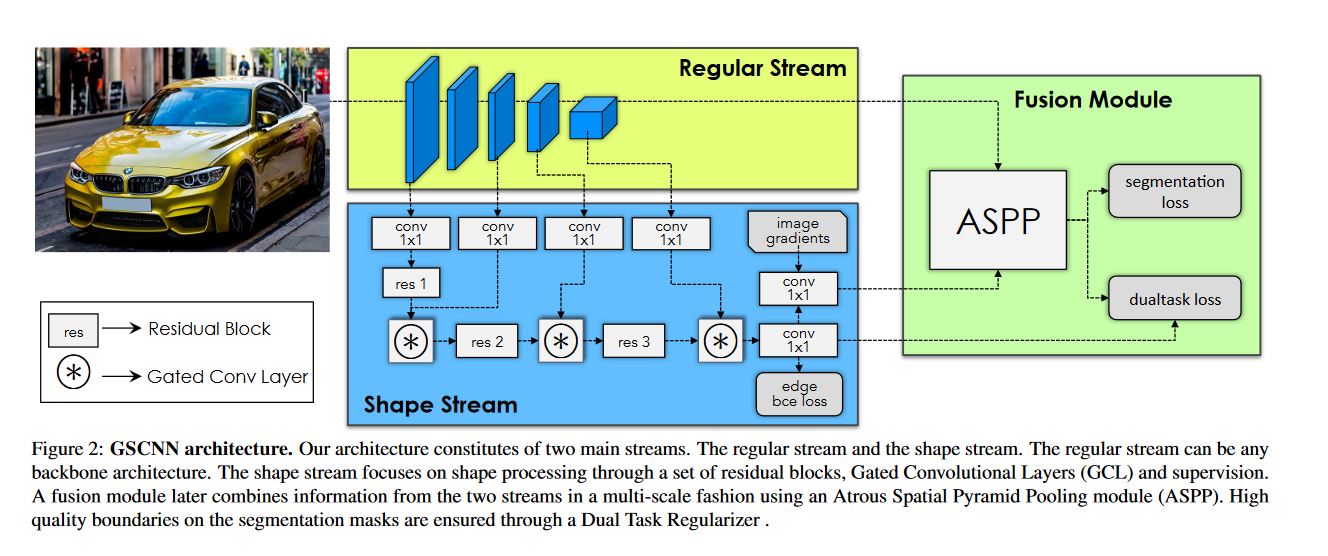 Regular Stream
Fusion Module
ASPP
segmentation
loss
dualtask loss
conv
1x1
conv
1x1
conv
1x1
conv
1x1
image
gradients
res 1
conv
1x1
res 2
res 3
conv
1x1
edge
bce loss
Shape Stream
res
Residual Block
Gated Conv Layer
Figure 2: GSCNN architecture. Our architecture constitutes of two main streams. The regular stream and the shape stream. The regular stream can be any
backbone architecture. The shape stream focuses on shape processing through a set of residual blocks, Gated Convolutional Layers (GCL) and supervision.
A fusion module later combines information from the two streams in a multi-scale fashion using an Atrous Spatial Pyramid Pooling module (ASPP). High
quality boundaries on the segmentation masks are ensured through a Dual Task Regularizer .